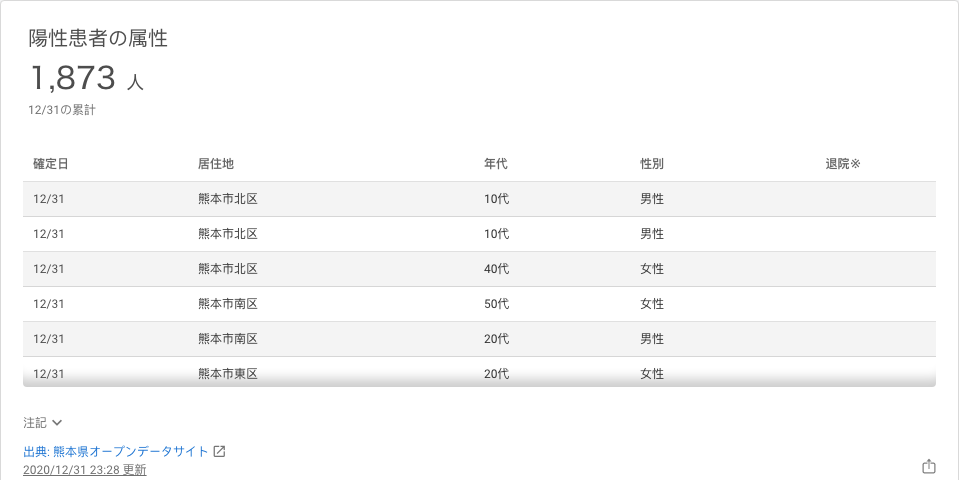 陽性患者の属性
1,873 人
12/31の累計
確定日 居住地 年代 性別 退院※
12/31 熊本市北区 10代 男性
12/31 熊本市北区 10代 男性
12/31 熊本市北区 40代 女性
12/31 熊本市南区 50代 女性
12/31 熊本市南区 20代 男性
12/31 熊本市東区 20代 女性
注記
出典: 熊本県オープンデータサイト
2020/12/31 23:28 更新